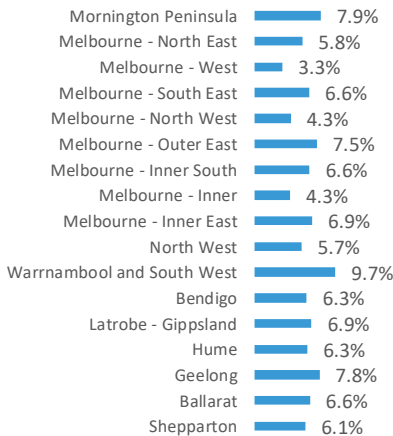 Mornington Peninsula 7.9%
Melbourne - North East 5.8%
Melbourne - West 3.3%
Melbourne - South East 6.6%
Melbourne - North West 4.3%
Melbourne - Outer East 7.5%
Melbourne - Inner South 6.6%
Melbourne - Inner 4.3%
Melbourne - Inner East 6.9%
North West 5.7%
Warrnambool and South West 9.7%
Bendigo 6.3%
Latrobe - Gippsland 6.9%
Hume 6.3%
Geelong 7.8%
Ballarat 6.6%
Shepparton 6.1%